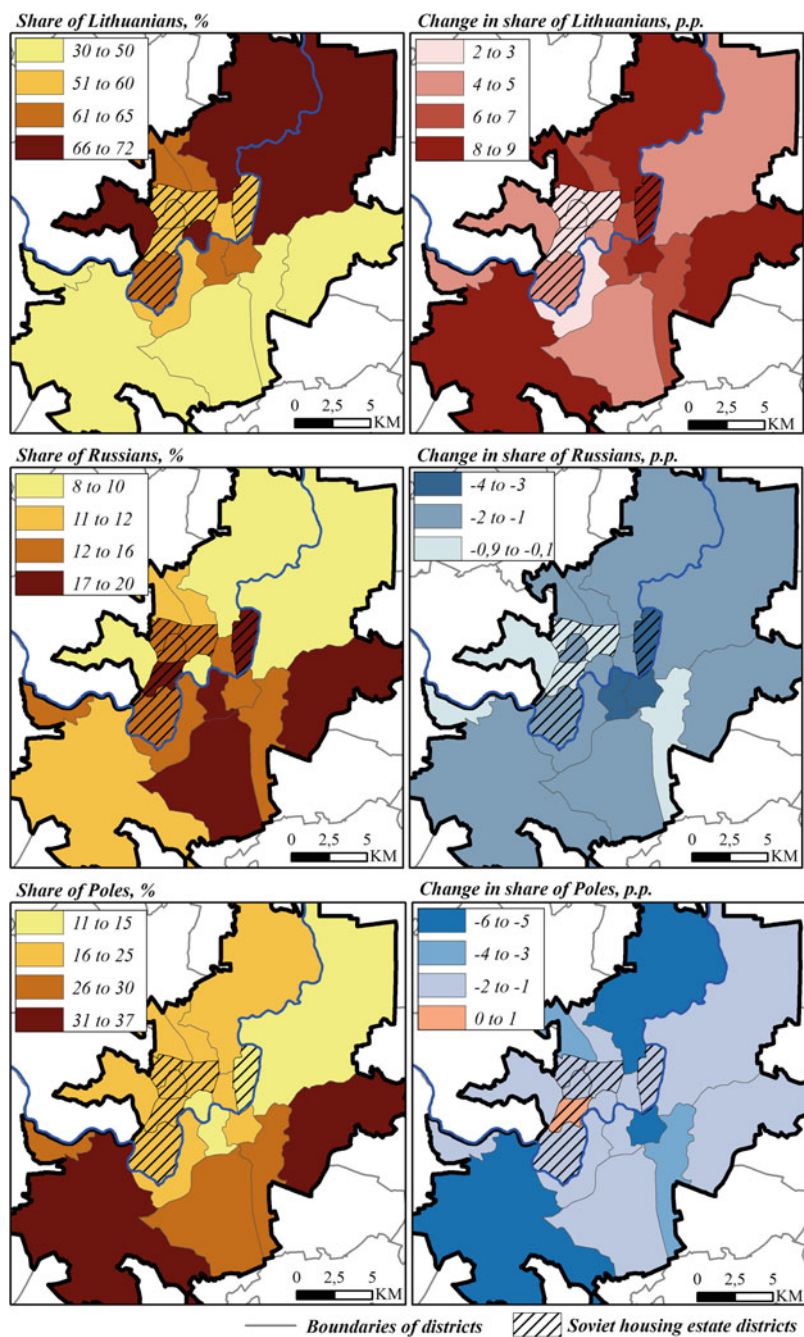 Share of Lithuanians, %
30 to 50
51 to 60
61 to 65
66 to 72
0 2,5 5
KM
Change in share of Lithuanians, p.p.
2 to 3
4 to 5
6 to 7
8 to 9
0 2,5 5
KM
Share of Russians, %
8 to 10
11 to 12
12 to 16
17 to 20
0 2,5 5
KM
Change in share of Russians, p.p.
-4 to -3
-2 to -1
-0,9 to -0,1
0 2,5 5
KM
Share of Poles, %
11 to 15
16 to 25
26 to 30
31 to 37
0 2,5 5
KM
Change in share of Poles, p.p.
-6 to -5
-4 to -3
-2 to -1
0 to 1
0 2,5 5
KM
Boundaries of districts Soviet housing estate districts